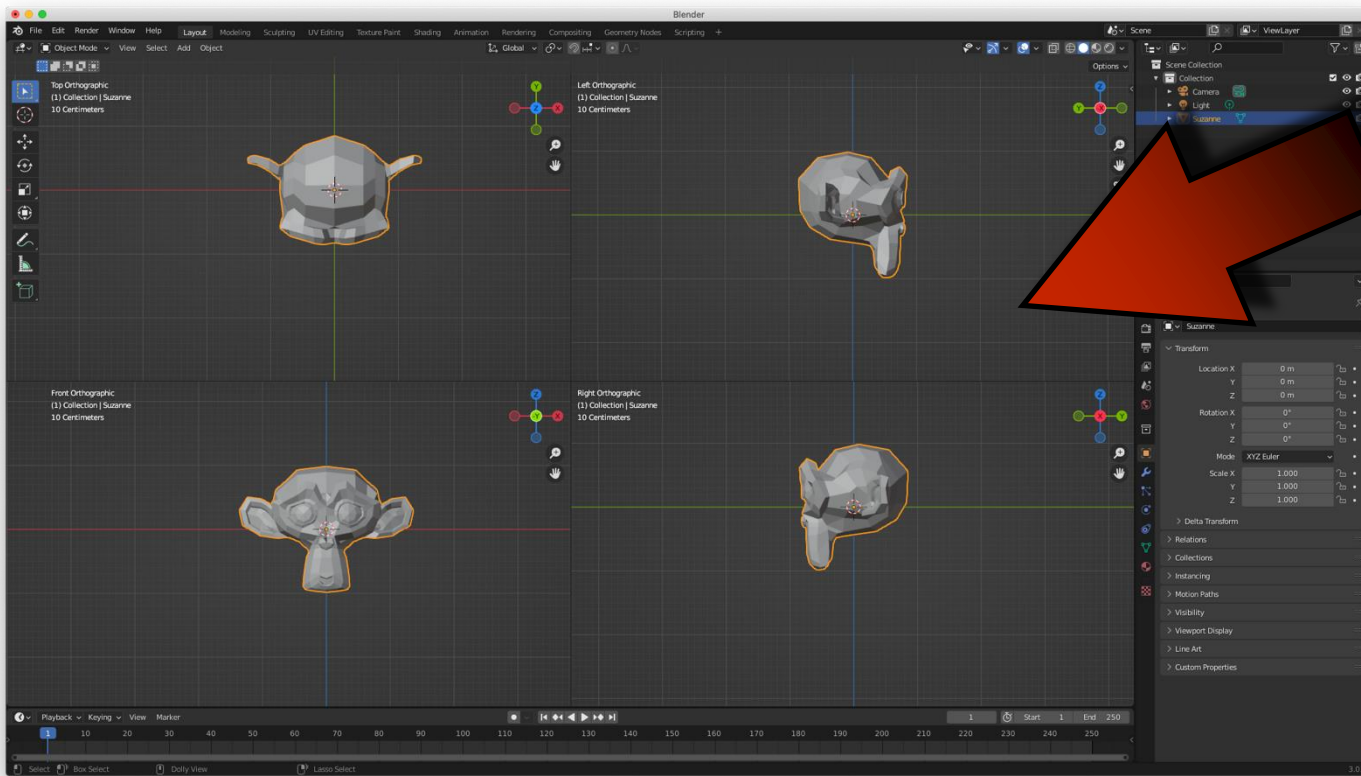 Blender
File Edit Render Window Help Layout Modeling Sculpting UV Editing Texture Paint Shading Animation Rendering Compositing Geometry Nodes Scripting + Scene ViewLayer
Object Mode View Select Add Object Global
Options
Scene Collection
Collection
Camera
Light
Suzanne
Top Orthographic
(1) Collection | Suzanne
10 Centimeters
Y
Z X
Left Orthographic
(1) Collection | Suzanne
10 Centimeters
Z
Y X
Front Orthographic
(1) Collection | Suzanne
10 Centimeters
Z
Y X
Right Orthographic
(1) Collection | Suzanne
10 Centimeters
Z
X Y
Suzanne
Transform
Location X 0 m
Y 0 m
Z 0 m
Rotation X 0°
Y 0°
Z 0°
Mode XYZ Euler
Scale X 1.000
Y 1.000
Z 1.000
Delta Transform
Relations
Collections
Instancing
Motion Paths
Visibility
Viewport Display
Line Art
Custom Properties
Playback Keying View Marker 1 Start 1 End 250
1 10 20 30 40 50 60 70 80 90 100 110 120 130 140 150 160 170 180 190 200 210 220 230 240 250
Select Box Select Dolly View Lasso Select 3.0